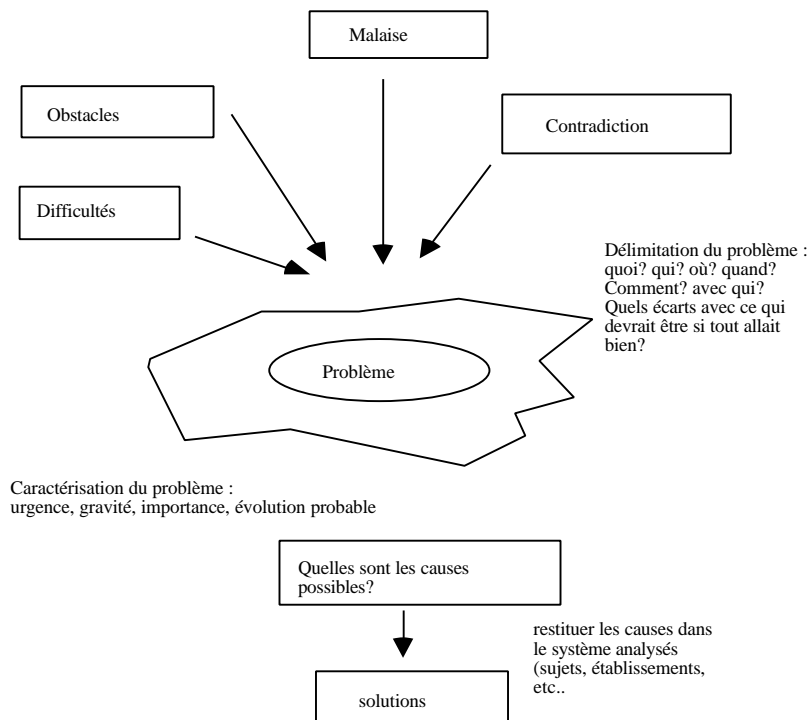 Malaise
Obstacles
Contradiction
Difficultés
Délimitation du problème :
quoi? qui? où? quand?
Comment? avec qui?
Quels écarts avec ce qui
devrait être si tout allait
bien?
Problème
Caractérisation du problème :
urgence, gravité, importance, évolution probable
Quelles sont les causes
possibles?
restituer les causes dans
le système analysés
(sujets, établissements,
etc..
solutions